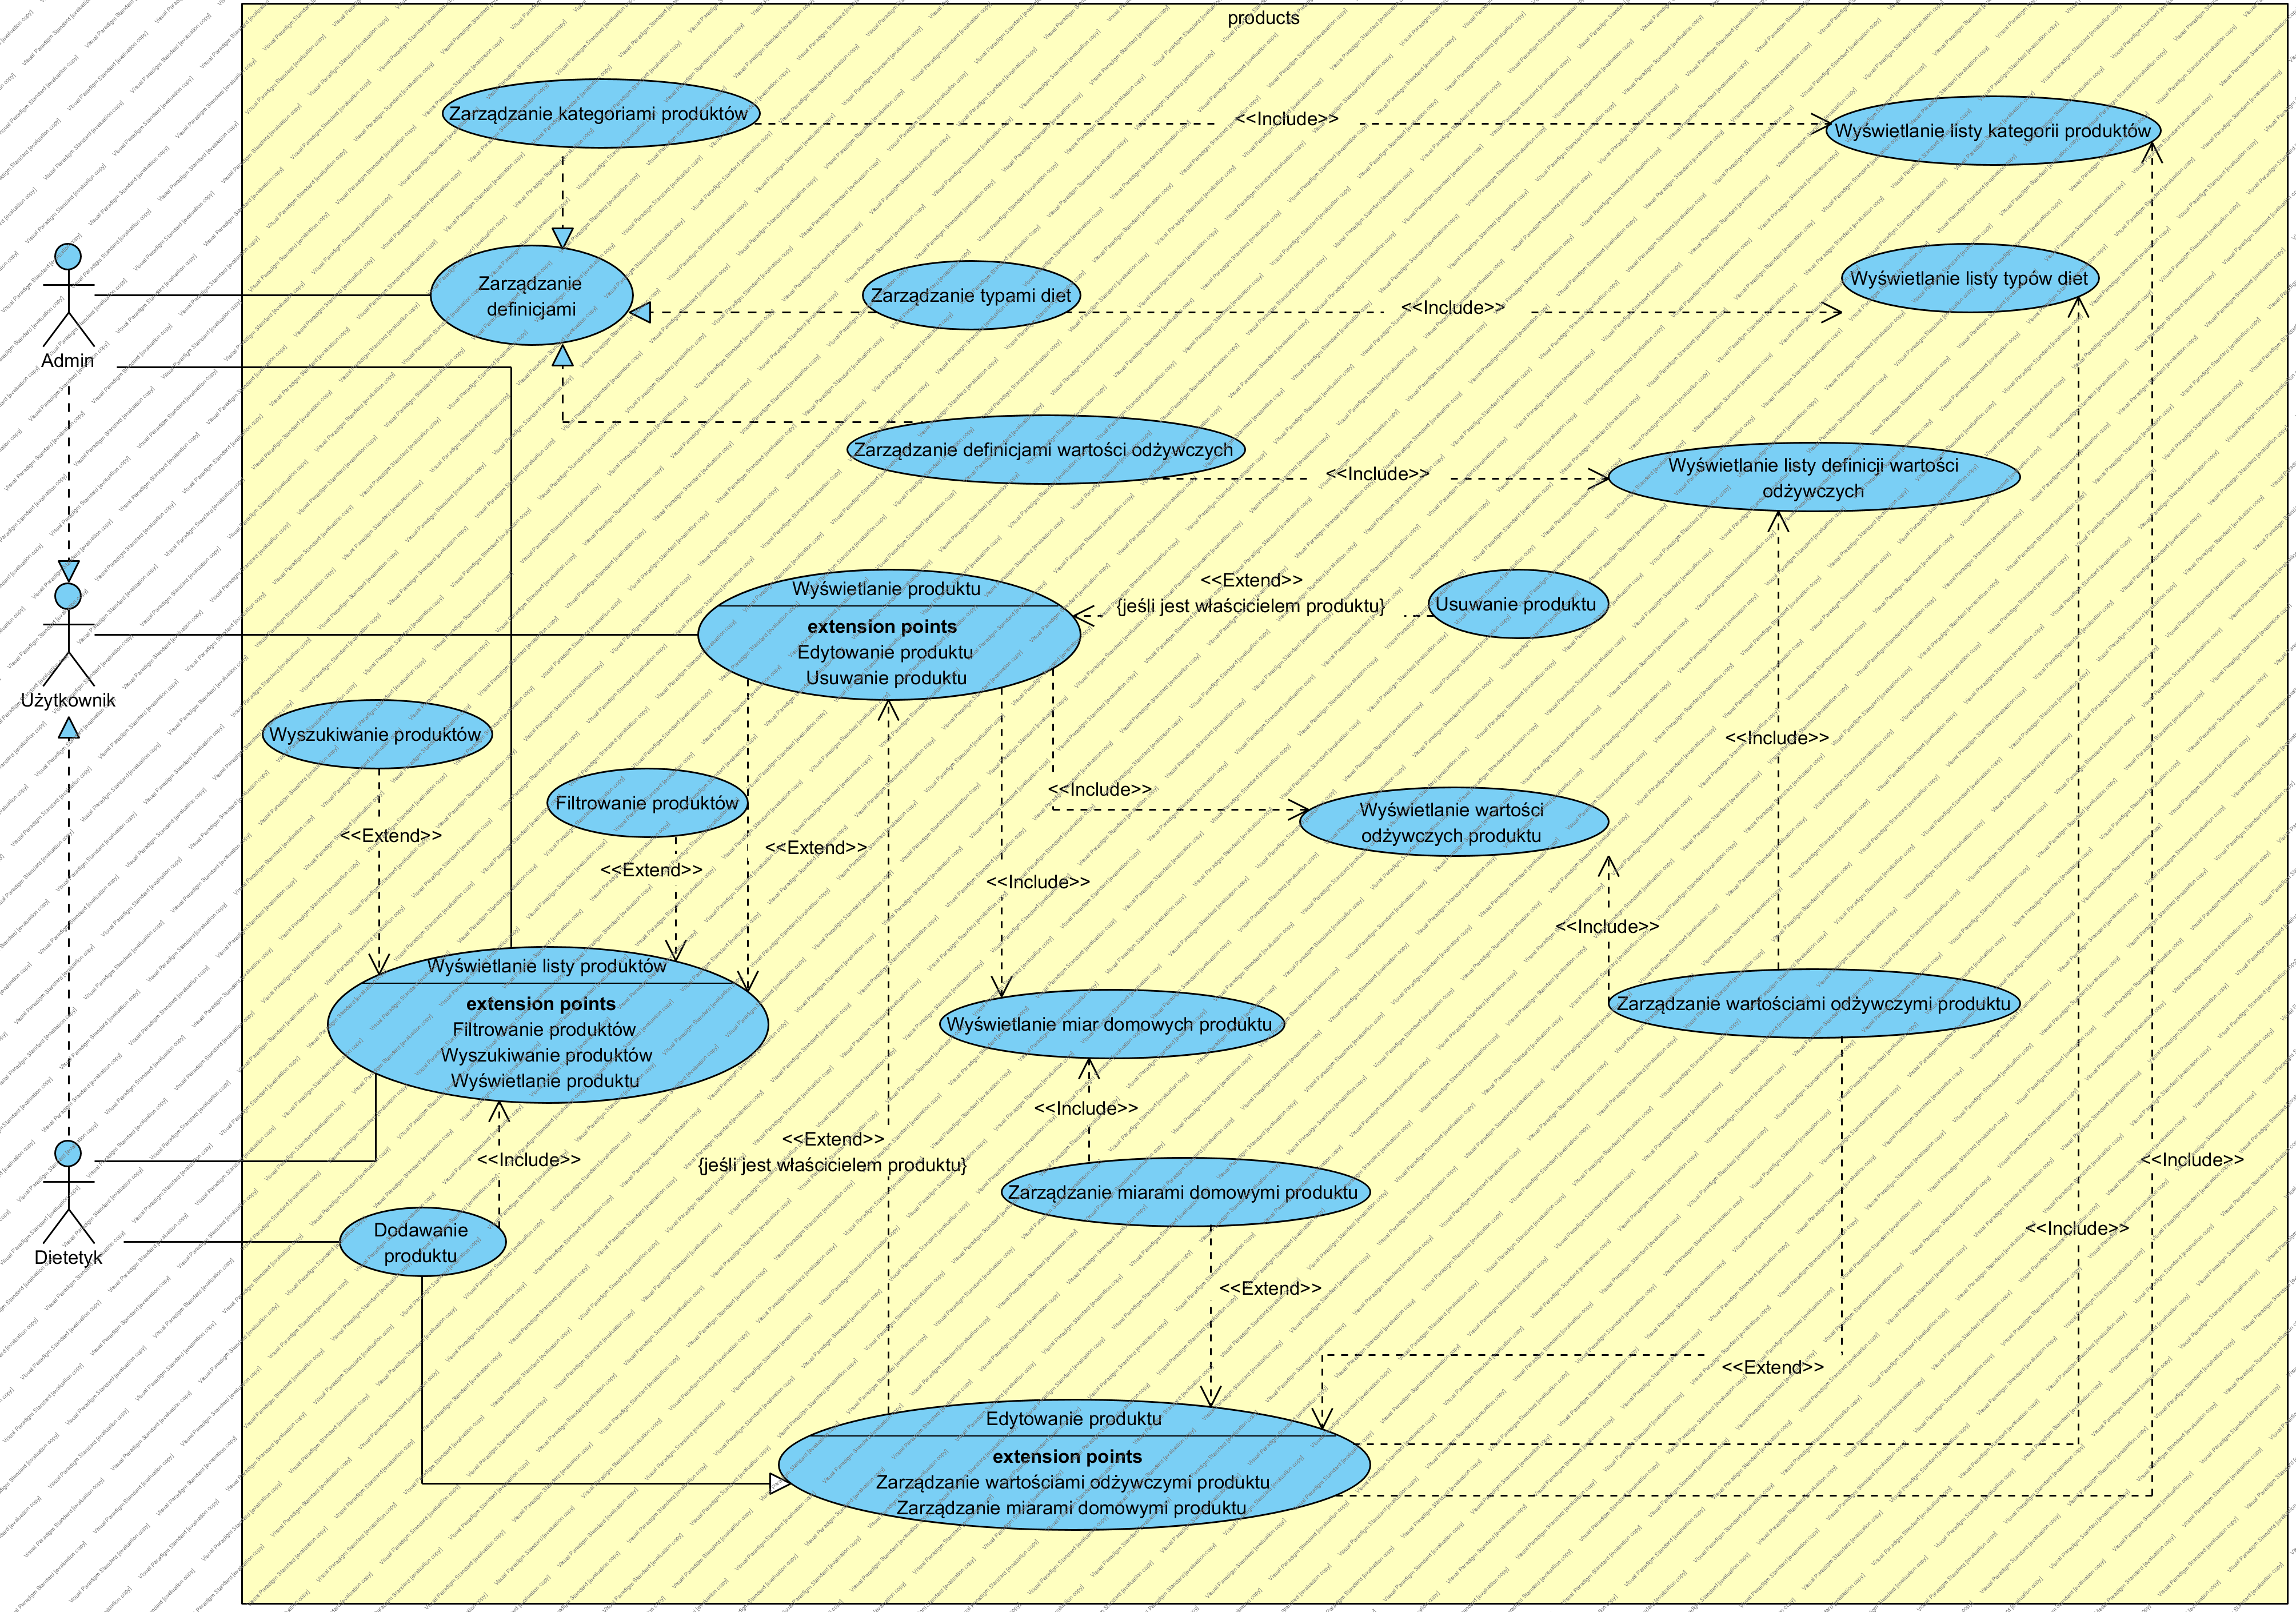 products
Zarządzanie kategoriami produktów
<<Include>>
Wyświetlanie listy kategorii produktów
Zarządzanie
definicjami
Zarządzanie typami diet
<<Include>>
Wyświetlanie listy typów diet
Admin
Zarządzanie definicjami wartości odżywczych
<<Include>>
Wyświetlanie listy definicji wartości
odżywczych
Wyświetlanie produktu
extension points
Edytowanie produktu
Usuwanie produktu
<<Extend>>
{jeśli jest właścicielem produktu}
Usuwanie produktu
Użytkownik
Wyszukiwanie produktów
<<Include>>
Filtrowanie produktów
<<Include>>
Wyświetlanie wartości
odżywczych produktu
<<Extend>>
<<Extend>>
<<Extend>>
<<Include>>
<<Include>>
Wyświetlanie listy produktów
extension points
Filtrowanie produktów
Wyszukiwanie produktów
Wyświetlanie produktu
Wyświetlanie miar domowych produktu
Zarządzanie wartościami odżywczymi produktu
<<Include>>
<<Include>>
<<Extend>>
{jeśli jest właścicielem produktu}
<<Include>>
Zarządzanie miarami domowymi produktu
Dietetyk
Dodawanie
produktu
<<Include>>
<<Extend>>
<<Extend>>
Edytowanie produktu
extension points
Zarządzanie wartościami odżywczymi produktu
Zarządzanie miarami domowymi produktu
Visual Paradigm Standard [evaluation copy]